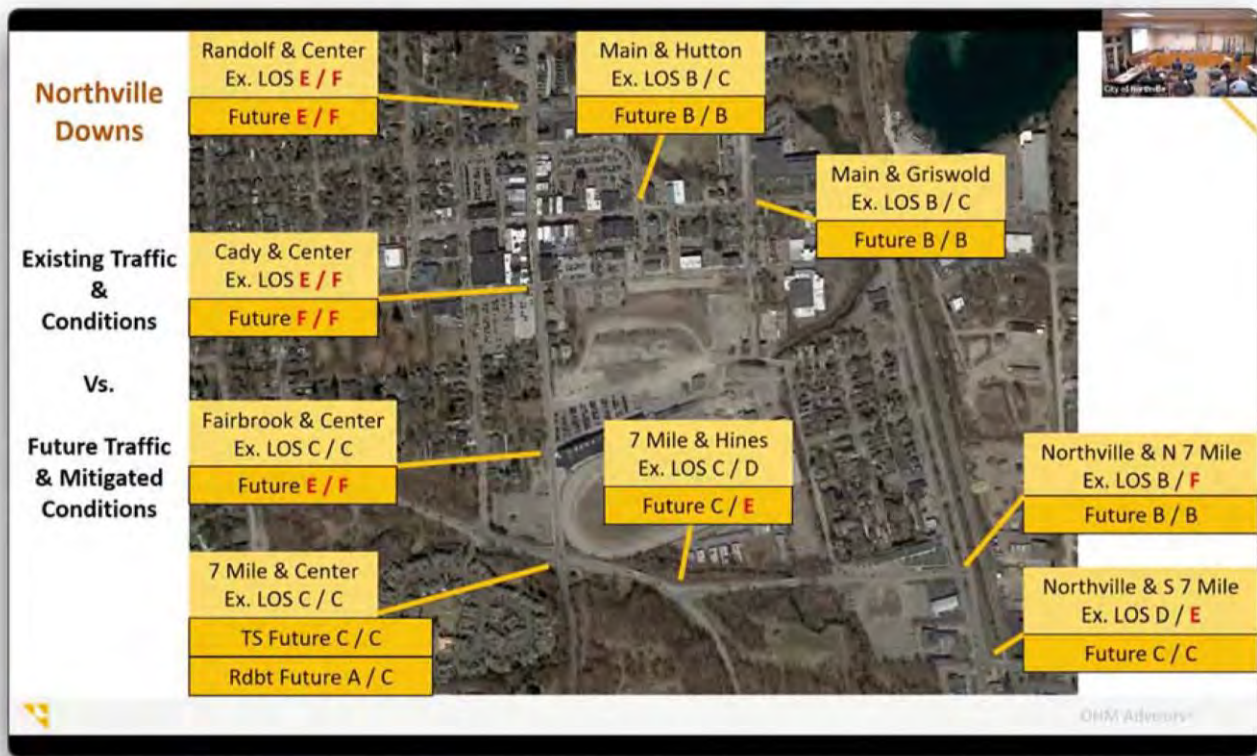 Northville
Downs
Existing Traffic
&
Conditions
Vs.
Future Traffic
& Mitigated
Conditions
Randolf & Center
Ex. LOS E / F
Future E / F
Main & Hutton
Ex. LOS B / C
Future B / B
Main & Griswold
Ex. LOS B / C
Future B / B
Cady & Center
Ex. LOS E / F
Future F / F
Fairbrook & Center
Ex. LOS C / C
Future E / F
7 Mile & Hines
Ex. LOS C / D
Future C / E
Northville & N 7 Mile
Ex. LOS B / F
Future B / B
7 Mile & Center
Ex. LOS C / C
TS Future C / C
Rdbt Future A / C
Northville & S 7 Mile
Ex. LOS D / E
Future C / C
City of Northville
OHM Advisors